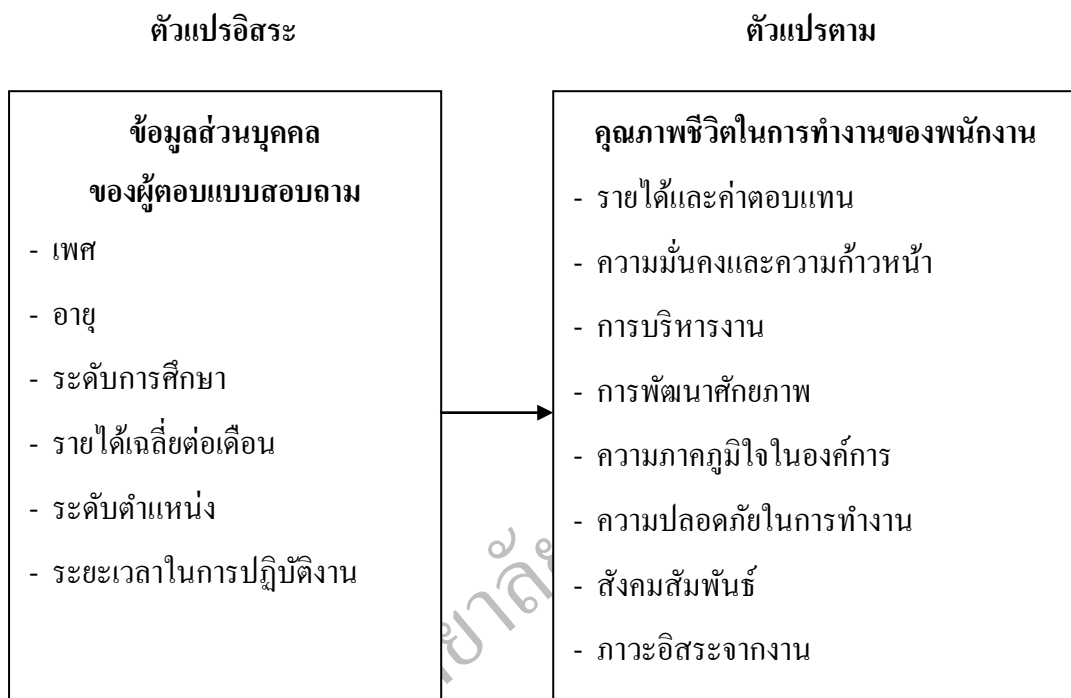 ตัวแปรอิสระ
ตัวแปรตาม
ข้อมูลส่วนบุคคล
ของผู้ตอบแบบสอบถาม
- เพศ
- อายุ
- ระดับการศึกษา
- รายได้เฉลี่ยต่อเดือน
- ระดับตำแหน่ง
- ระยะเวลาในการปฏิบัติงาน
คุณภาพชีวิตในการทำงานของพนักงาน
- รายได้และค่าตอบแทน
- ความมั่นคงและความก้าวหน้า
- การบริหารงาน
- การพัฒนาศักยภาพ
- ความภาคภูมิใจในองค์การ
- ความปลอดภัยในการทำงาน
- สังคมสัมพันธ์
- ภาวะอิสระจากงาน